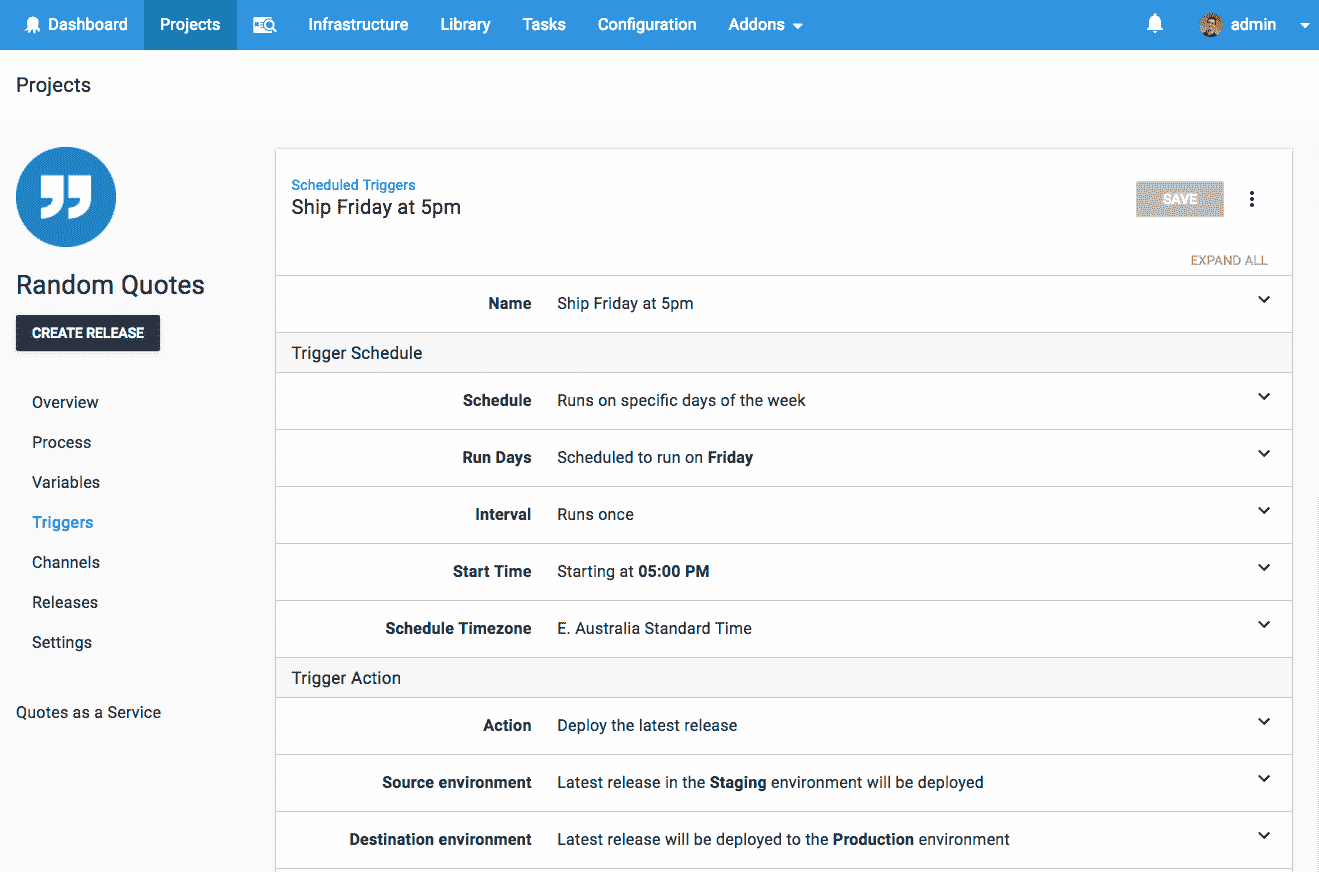 Dashboard Projects Infrastructure Library Tasks Configuration Addons admin
Projects
Random Quotes
CREATE RELEASE
Overview
Process
Variables
Triggers
Channels
Releases
Settings
Quotes as a Service
Scheduled Triggers
Ship Friday at 5pm
SAVE
EXPAND ALL
Name Ship Friday at 5pm
Trigger Schedule
Schedule Runs on specific days of the week
Run Days Scheduled to run on Friday
Interval Runs once
Start Time Starting at 05:00 PM
Schedule Timezone E. Australia Standard Time
Trigger Action
Action Deploy the latest release
Source environment Latest release in the Staging environment will be deployed
Destination environment Latest release will be deployed to the Production environment